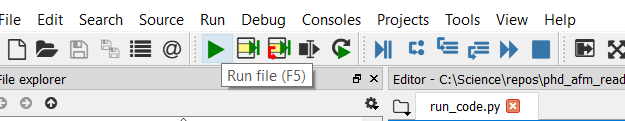 File Edit Search Source Run Debug Consoles Projects Tools View Help
@
Run file (F5)
File explorer
Editor - C:\Science\repos\phd_afm_read
run_code.py